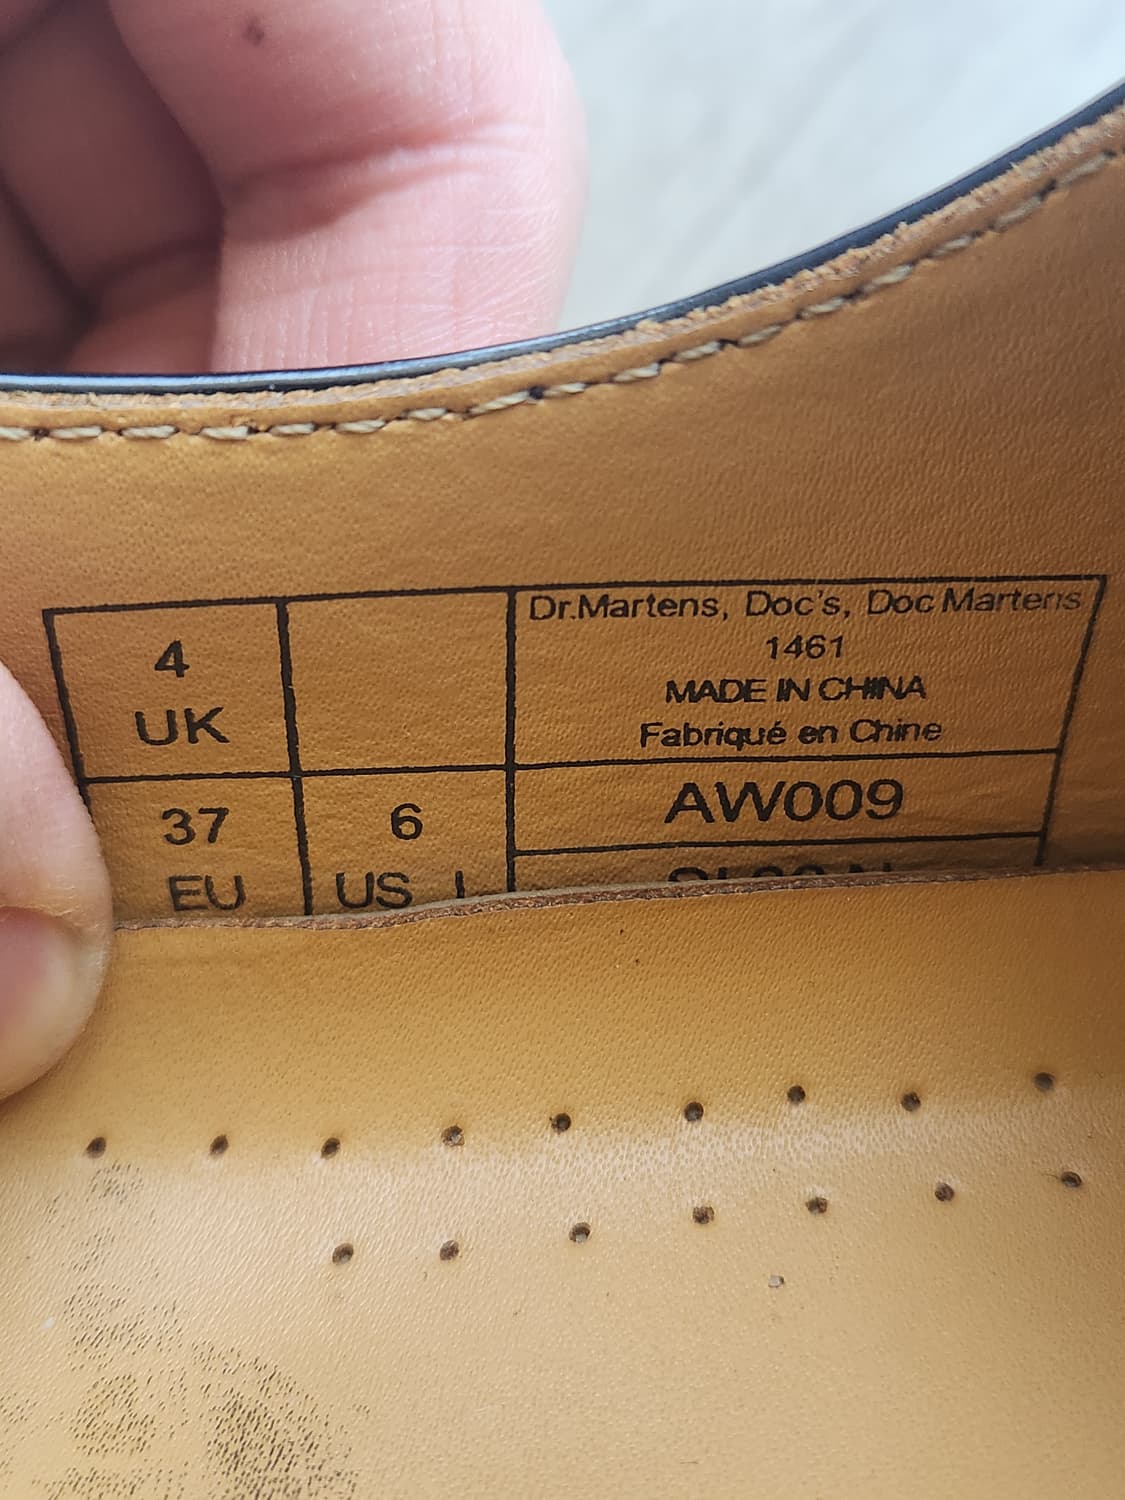 4
UK
Dr.Martens, Doc's, Doc Martens
1461
MADE IN CHINA
Fabriqué en Chine
37
EU
6
US L
AW009